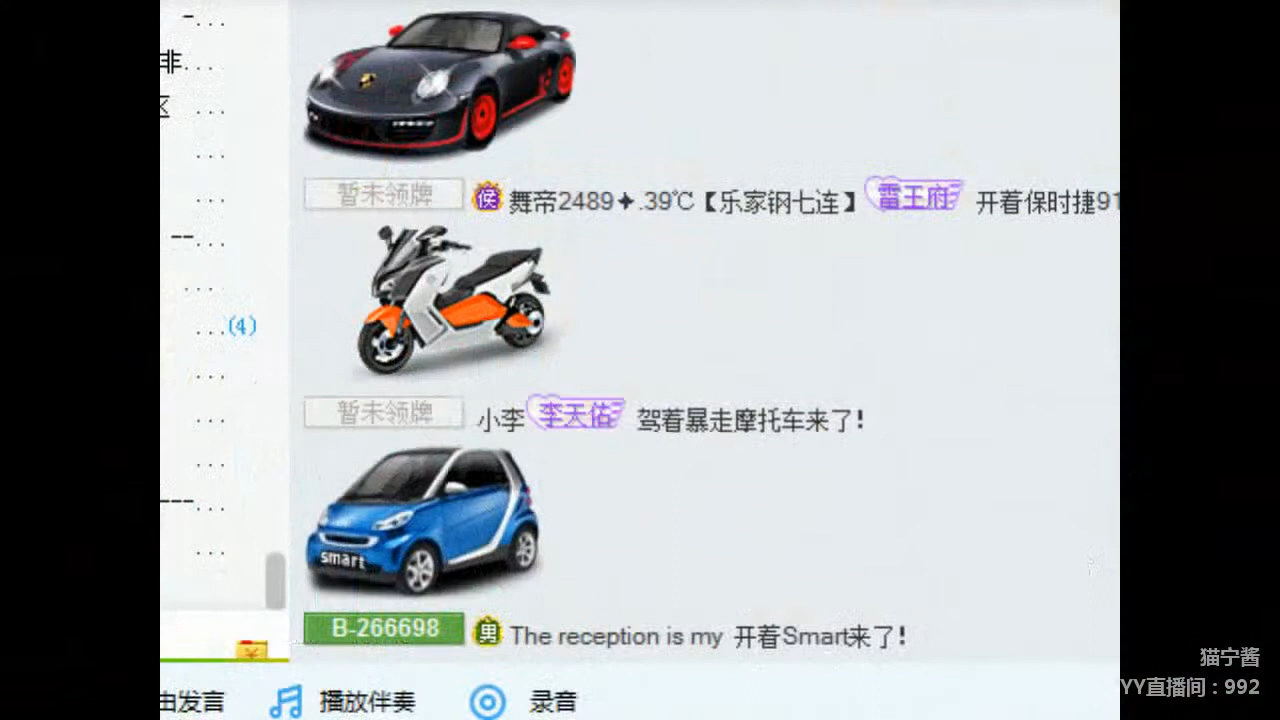 非...
区 ...
...(4)
暂未领牌 侯 舞帝2489✦.39℃【乐家钢七连】 雷王府 开着保时捷91
暂未领牌 小李 李天佑 驾着暴走摩托车来了!
smart
B-266698 男 The reception is my 开着Smart来了!
由发言 播放伴奏 录音
猫宁酱
YY直播间:992